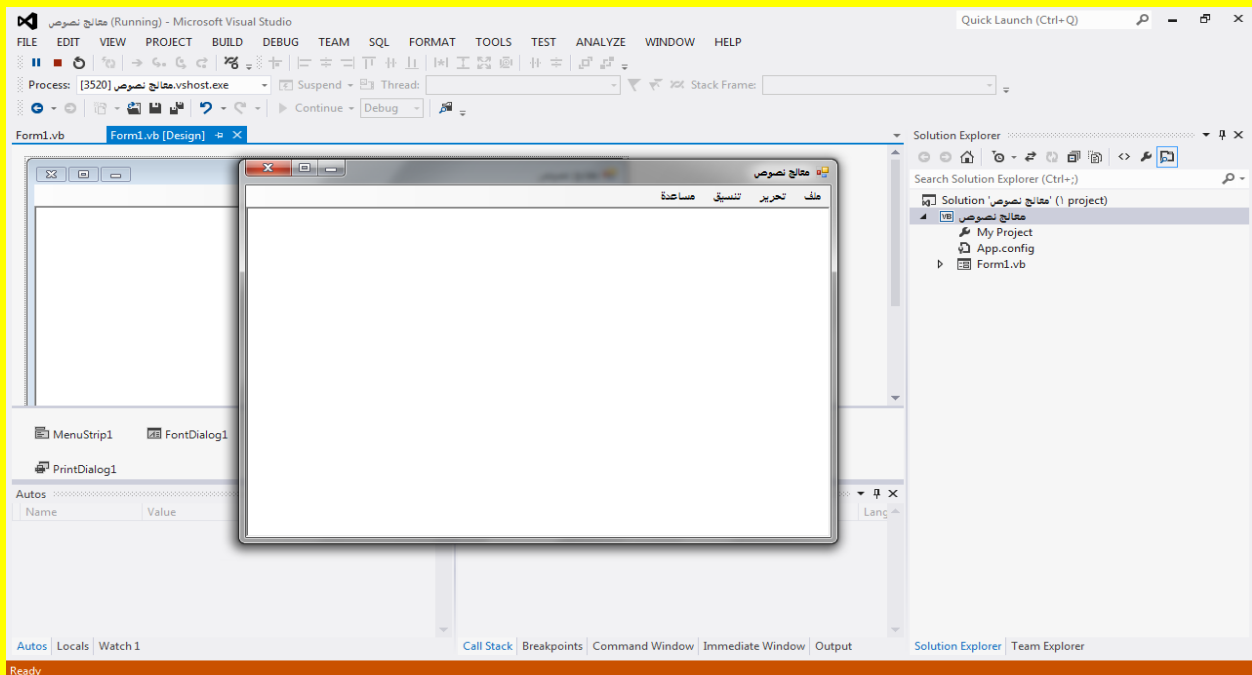 معالج نصوص (Running) - Microsoft Visual Studio
Quick Launch (Ctrl+Q)
FILE EDIT VIEW PROJECT BUILD DEBUG TEAM SQL FORMAT TOOLS TEST ANALYZE WINDOW HELP
Process: [3520] معالج نصوص.vshost.exe Suspend Thread: Stack Frame:
Continue Debug
Form1.vb Form1.vb [Design]
معالج نصوص
ملف تحرير تنسيق مساعدة
MenuStrip1 FontDialog1
PrintDialog1
Autos
Name Value
Lang
Autos Locals Watch 1
Call Stack Breakpoints Command Window Immediate Window Output
Solution Explorer
Search Solution Explorer (Ctrl+;)
Solution 'معالج نصوص' (١ project)
معالج نصوص
My Project
App.config
Form1.vb
Solution Explorer Team Explorer
Ready